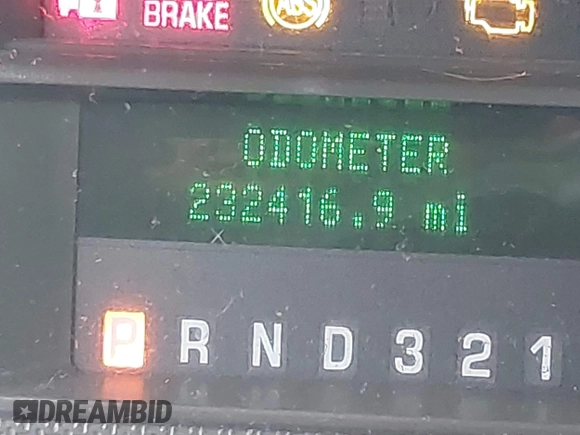 BRAKE
ABS
ODOMETER
232416.9 mi
P R N D 3 2 1
DREAMBID